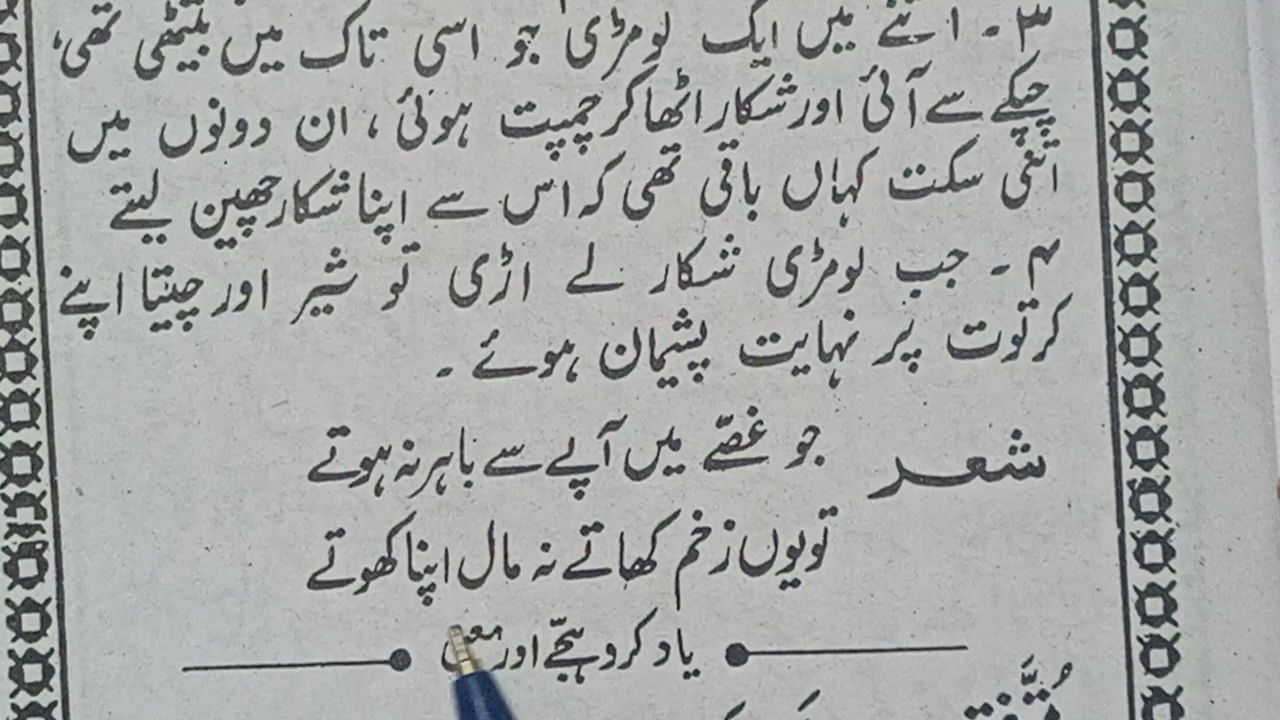 ۳ ۔ اتنے میں ایک لومڑی جو اسی تاک میں بیٹھی تھی،
چپکے سے آئی اور شکار اٹھا کر چمپت ہوئی، ان دونوں میں
اتنی سکت کہاں باقی تھی کہ اس سے اپنا شکار چھین لیتے
۴ ۔ جب لومڑی شکار لے اڑی تو شیر اور چیتا اپنے
کرتوت پر نہایت پشیمان ہوئے ۔
شعر جو غصّے میں آپے سے باہر نہ ہوتے
تو یوں زخم کھاتے نہ مال اپنا کھوتے
یاد کرو ہجّے اور